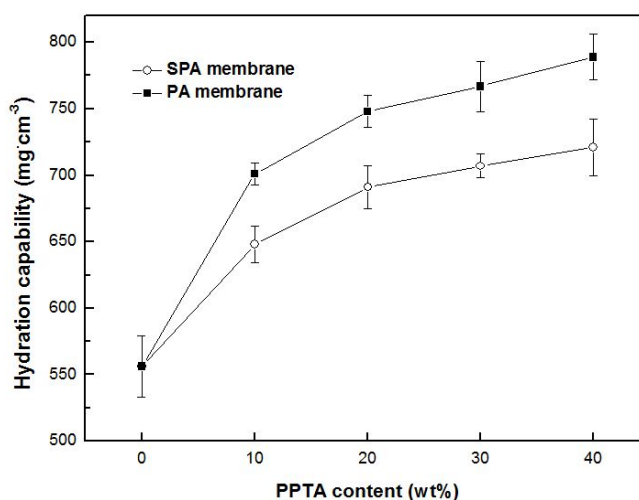 800
750
700
650
600
550
500
Hydration capability (mg·cm⁻³)
SPA membrane
PA membrane
0 10 20 30 40
PPTA content (wt%)